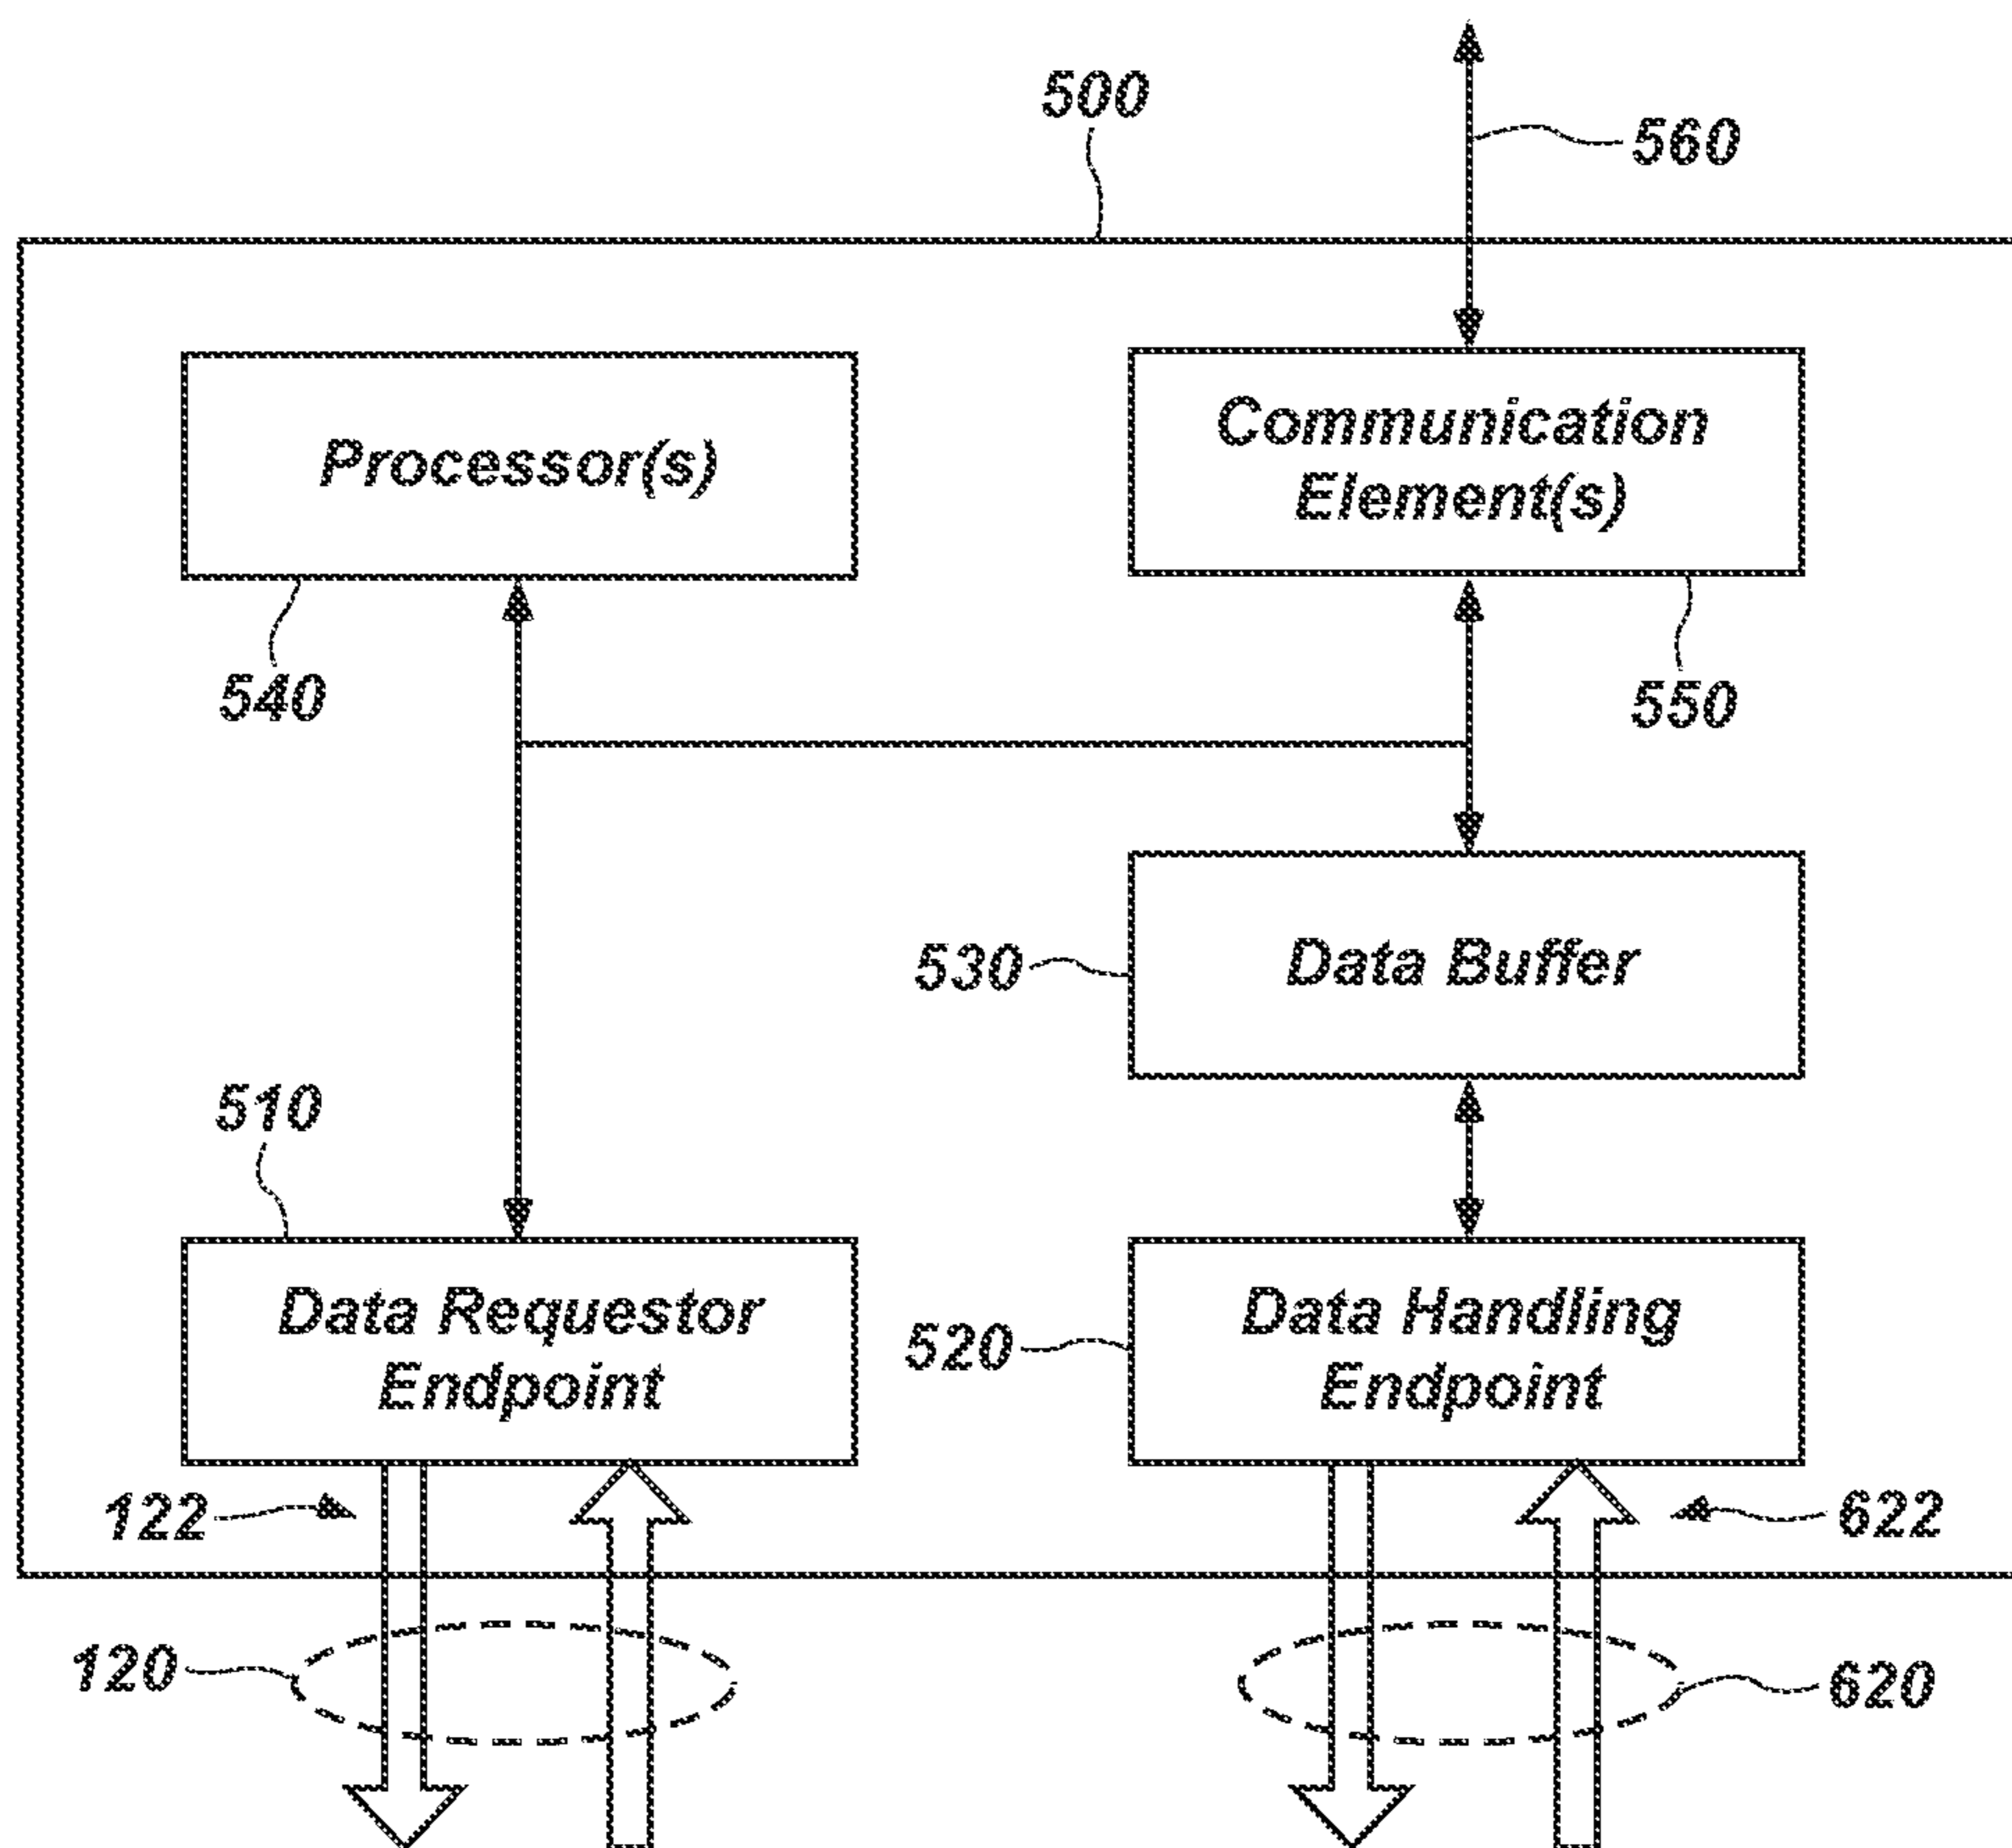 500
560
Processor(s)
Communication
Element(s)
540
550
530
Data Buffer
510
Data Requestor
Endpoint
520
Data Handling
Endpoint
122
622
120
620